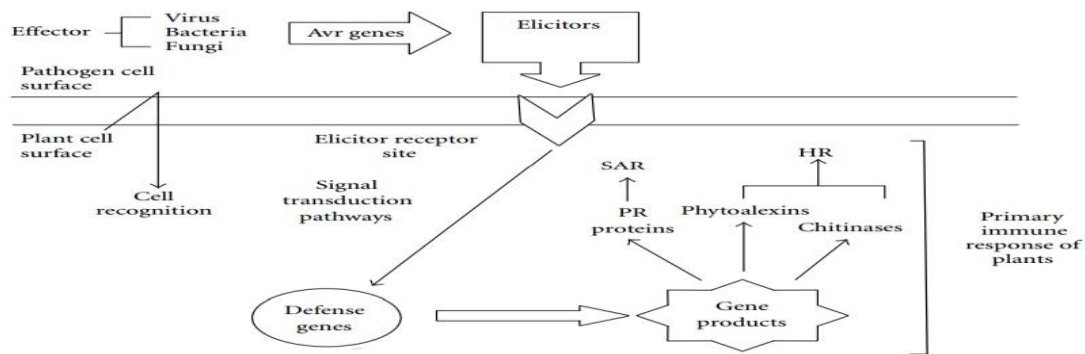 Effector
Virus
Bacteria
Fungi
Avr genes
Elicitors
Pathogen cell
surface
Plant cell
surface
Elicitor receptor
site
Cell
recognition
Signal
transduction
pathways
SAR
HR
PR
proteins
Phytoalexins
Chitinases
Primary
immune
response of
plants
Defense
genes
Gene
products